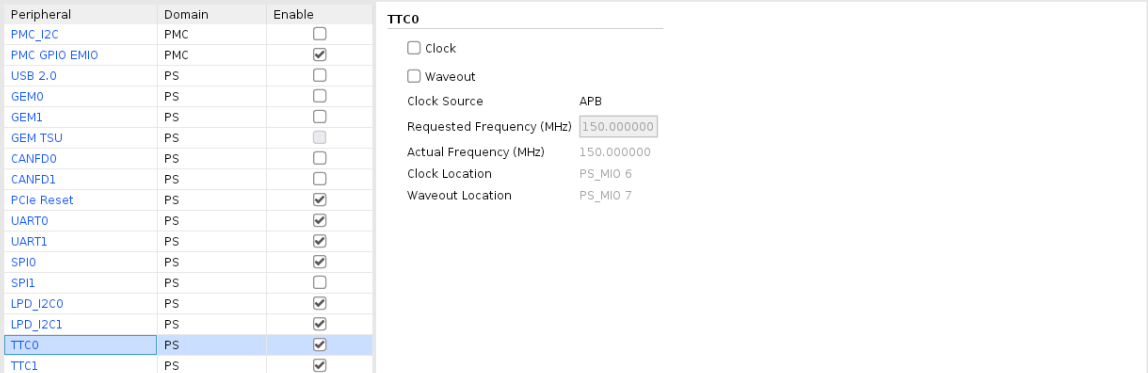 Peripheral Domain Enable
PMC_I2C PMC
PMC GPIO EMIO PMC
USB 2.0 PS
GEM0 PS
GEM1 PS
GEM TSU PS
CANFD0 PS
CANFD1 PS
PCIe Reset PS
UART0 PS
UART1 PS
SPI0 PS
SPI1 PS
LPD_I2C0 PS
LPD_I2C1 PS
TTC0 PS
TTC1 PS
TTC0
Clock
Waveout
Clock Source APB
Requested Frequency (MHz) 150.000000
Actual Frequency (MHz) 150.000000
Clock Location PS_MIO 6
Waveout Location PS_MIO 7